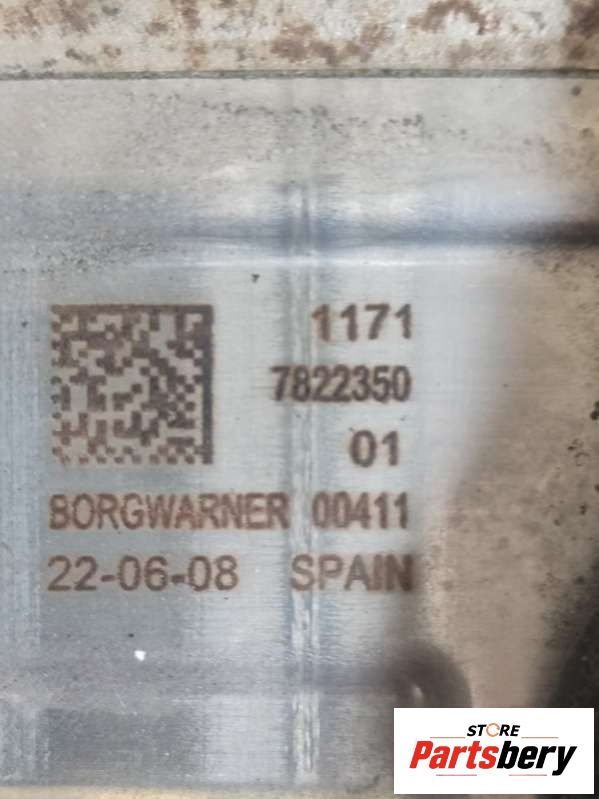 1171
7822350
01
BORGWARNER 00411
22-06-08 SPAIN
STORE
Partsbery